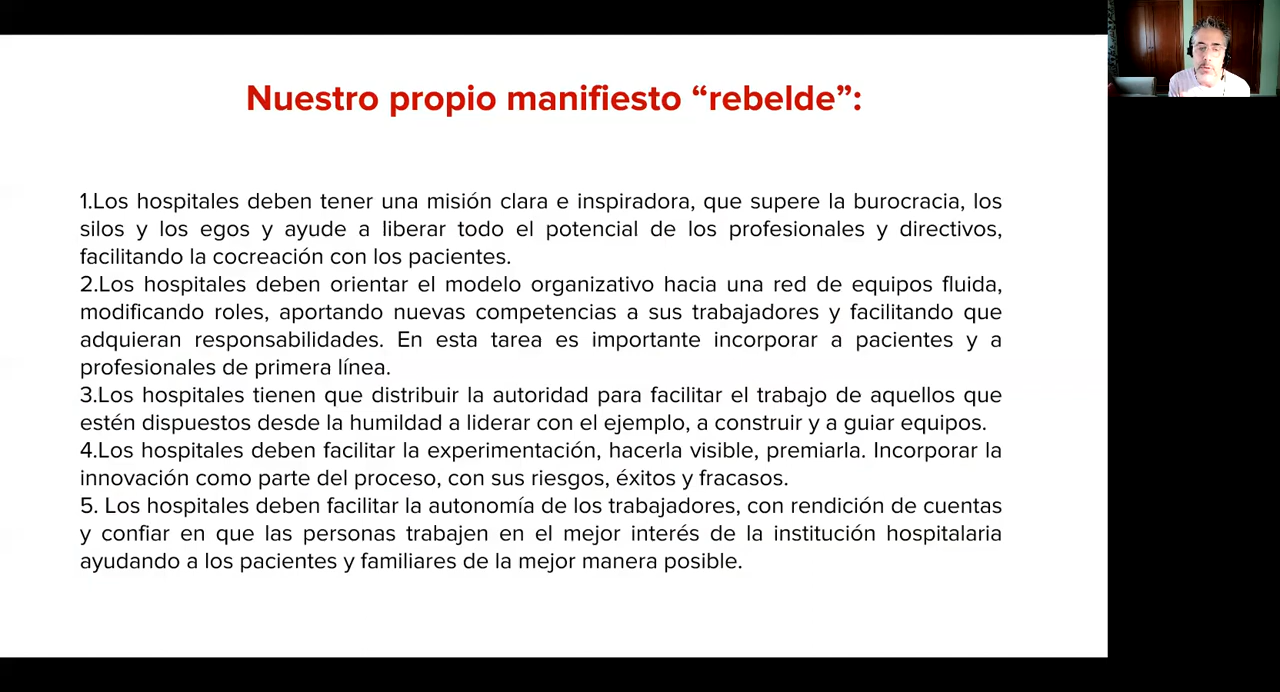 Nuestro propio manifiesto “rebelde”:
1.Los hospitales deben tener una misión clara e inspiradora, que supere la burocracia, los
silos y los egos y ayude a liberar todo el potencial de los profesionales y directivos,
facilitando la cocreación con los pacientes.
2.Los hospitales deben orientar el modelo organizativo hacia una red de equipos fluida,
modificando roles, aportando nuevas competencias a sus trabajadores y facilitando que
adquieran responsabilidades. En esta tarea es importante incorporar a pacientes y a
profesionales de primera línea.
3.Los hospitales tienen que distribuir la autoridad para facilitar el trabajo de aquellos que
estén dispuestos desde la humildad a liderar con el ejemplo, a construir y a guiar equipos.
4.Los hospitales deben facilitar la experimentación, hacerla visible, premiarla. Incorporar la
innovación como parte del proceso, con sus riesgos, éxitos y fracasos.
5. Los hospitales deben facilitar la autonomía de los trabajadores, con rendición de cuentas
y confiar en que las personas trabajen en el mejor interés de la institución hospitalaria
ayudando a los pacientes y familiares de la mejor manera posible.